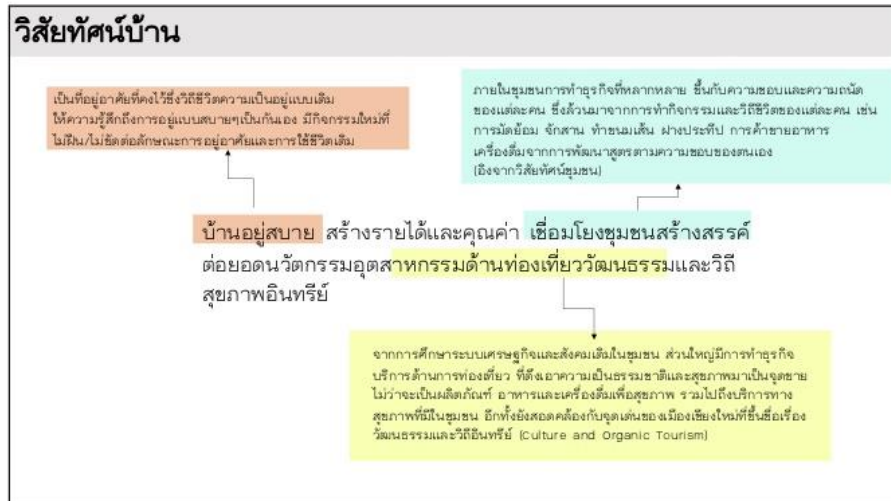 วิสัยทัศน์บ้าน
เป็นที่อยู่อาศัยที่คงไว้ซึ่งวิถีชีวิตความเป็นอยู่แบบเดิม
ให้ความรู้สึกถึงการอยู่แบบสบายๆเป็นกันเอง มีกิจกรรมใหม่ที่
ไม่ฝืน/ไม่ขัดต่อลักษณะการอยู่อาศัยและการใช้ชีวิตเดิม
ภายในชุมชนการทำธุรกิจที่หลากหลาย ขึ้นกับความชอบและความถนัด
ของแต่ละคน ซึ่งล้วนมาจากการทำกิจกรรมและวิถีชีวิตของแต่ละคน เช่น
การมัดย้อม จักสาน ทำขนมเส้น ผางประทีป การค้าขายอาหาร
เครื่องดื่มจากการพัฒนาสูตรตามความชอบของตนเอง
(อิงจากวิสัยทัศน์ชุมชน)
บ้านอยู่สบาย สร้างรายได้และคุณค่า เชื่อมโยงชุมชนสร้างสรรค์
ต่อยอดนวัตกรรมอุตสาหกรรมด้านท่องเที่ยววัฒนธรรมและวิถี
สุขภาพอินทรีย์
จากการศึกษาระบบเศรษฐกิจและสังคมเดิมในชุมชน ส่วนใหญ่มีการทำธุรกิจ
บริการด้านการท่องเที่ยว ที่ดึงเอาความเป็นธรรมชาติและสุขภาพมาเป็นจุดขาย
ไม่ว่าจะเป็นผลิตภัณฑ์ อาหารและเครื่องดื่มเพื่อสุขภาพ รวมไปถึงบริการทาง
สุขภาพที่มีในชุมชน อีกทั้งยังสอดคล้องกับจุดเด่นของเมืองเชียงใหม่ที่ขึ้นชื่อเรื่อง
วัฒนธรรมและวิถีอินทรีย์ (Culture and Organic Tourism)